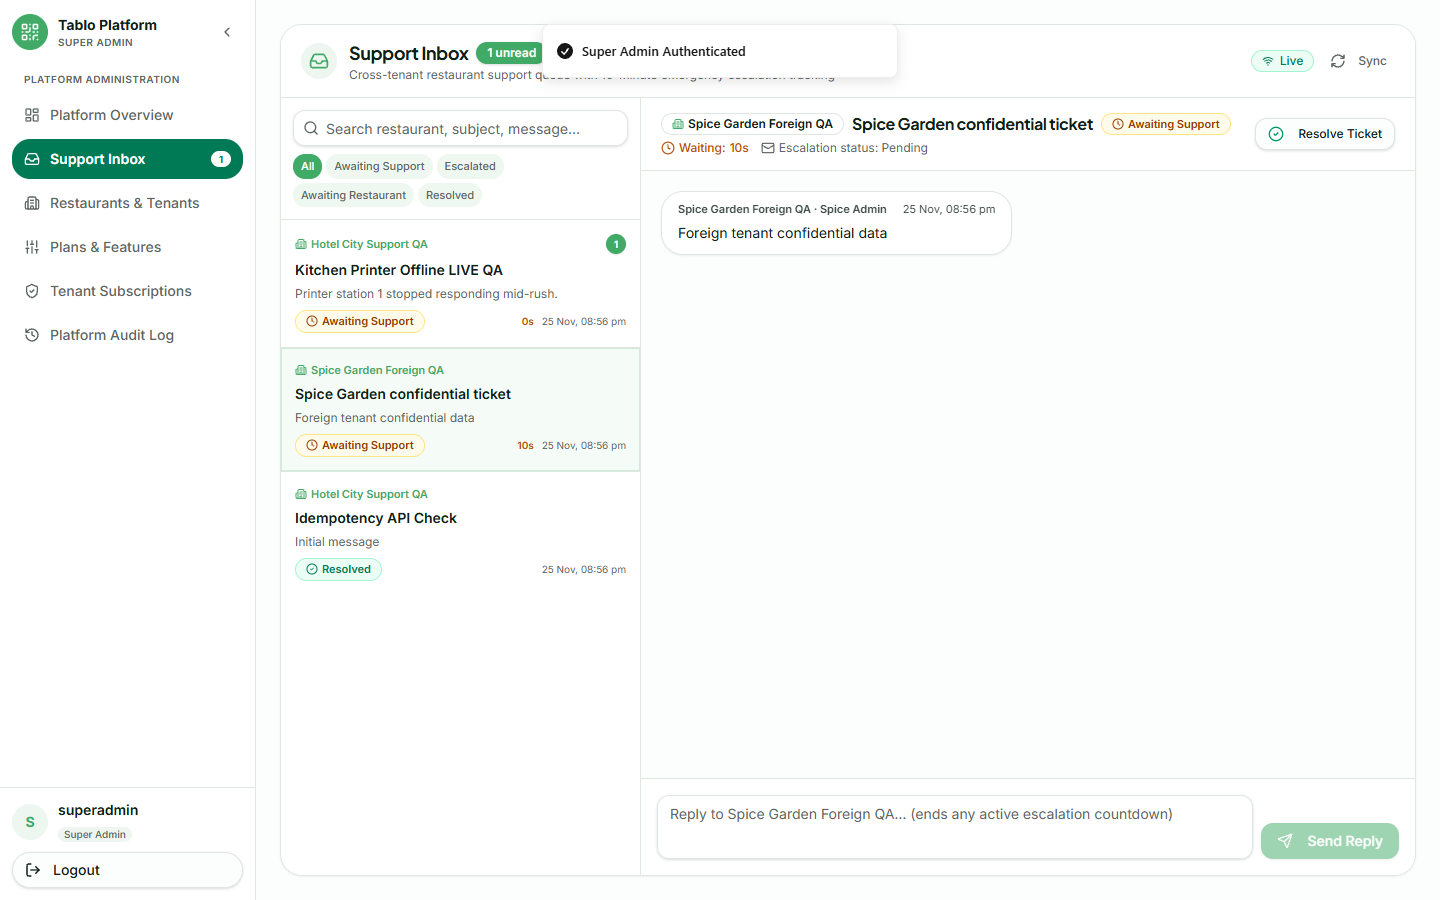 Tablo Platform
SUPER ADMIN
PLATFORM ADMINISTRATION
Platform Overview
Support Inbox 1
Restaurants & Tenants
Plans & Features
Tenant Subscriptions
Platform Audit Log
superadmin
S
Super Admin
Logout
Support Inbox 1 unread
Super Admin Authenticated
Cross-tenant restaurant support
Live Sync
Search restaurant, subject, message...
All Awaiting Support Escalated
Awaiting Restaurant Resolved
Hotel City Support QA 1
Kitchen Printer Offline LIVE QA
Printer station 1 stopped responding mid-rush.
Awaiting Support 0s 25 Nov, 08:56 pm
Spice Garden Foreign QA
Spice Garden confidential ticket
Foreign tenant confidential data
Awaiting Support 10s 25 Nov, 08:56 pm
Hotel City Support QA
Idempotency API Check
Initial message
Resolved 25 Nov, 08:56 pm
Spice Garden Foreign QA Spice Garden confidential ticket Awaiting Support
Waiting: 10s Escalation status: Pending
Resolve Ticket
Spice Garden Foreign QA · Spice Admin 25 Nov, 08:56 pm
Foreign tenant confidential data
Reply to Spice Garden Foreign QA... (ends any active escalation countdown)
Send Reply